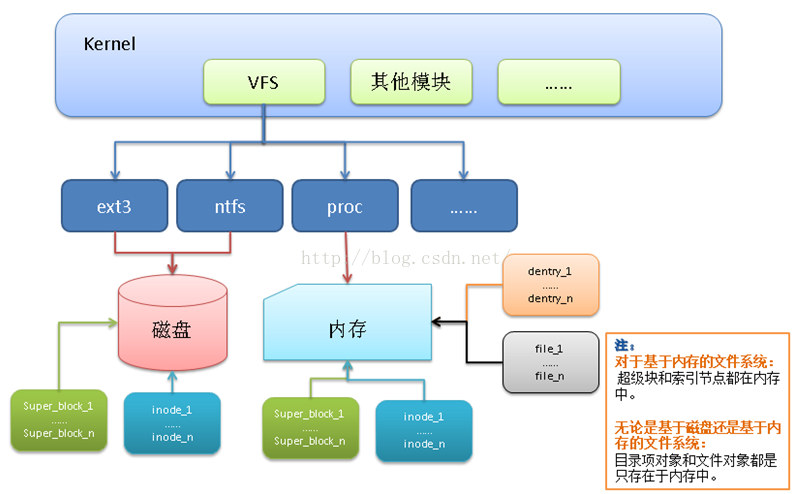 Kernel
VFS
其他模块
......
ext3
ntfs
proc
......
http://blog.csdn.net/
dentry_1
......
dentry_n
磁盘
内存
file_1
......
file_n
注：
对于基于内存的文件系统：
超级块和索引节点都在内存
中。
无论是基于磁盘还是基于内
存的文件系统：
目录项对象和文件对象都是
只存在于内存中。
Super_block_1
......
Super_block_n
inode_1
......
inode_n
Super_block_1
......
Super_block_n
inode_1
......
inode_n